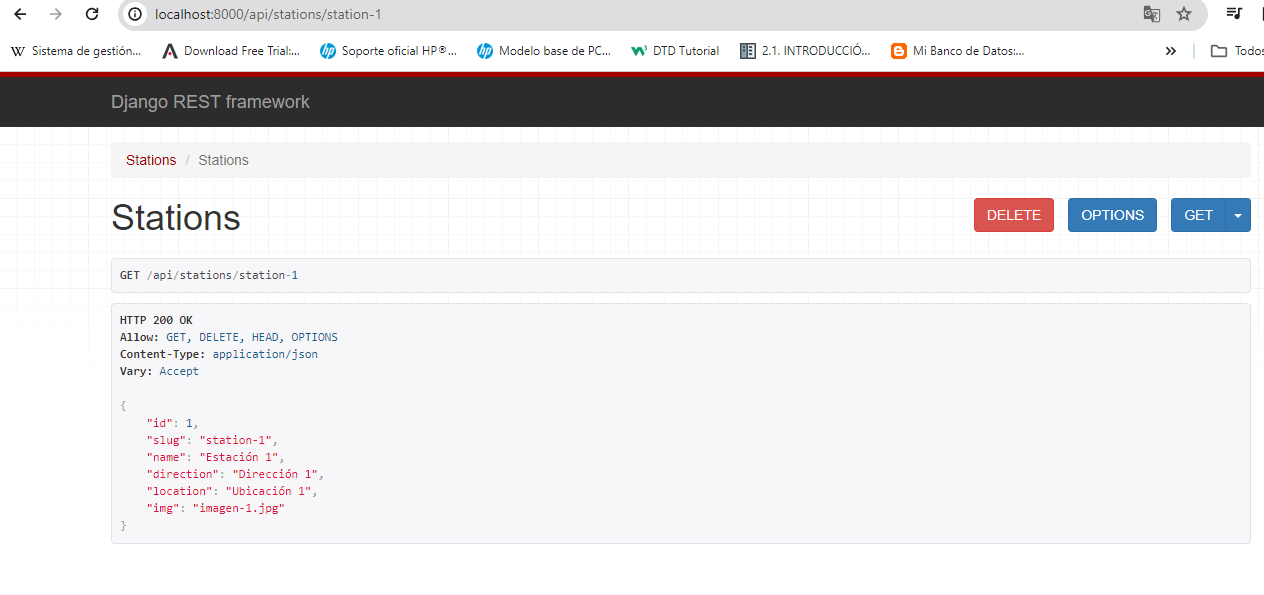 localhost:8000/api/stations/station-1
W Sistema de gestión... Download Free Trial:... hp Soporte oficial HP®... hp Modelo base de PC... W³ DTD Tutorial 2.1. INTRODUCCIÓ... Mi Banco de Datos:... » Todos
Django REST framework
Stations / Stations
Stations DELETE OPTIONS GET
GET /api/stations/station-1
HTTP 200 OK
Allow: GET, DELETE, HEAD, OPTIONS
Content-Type: application/json
Vary: Accept
{
"id": 1,
"slug": "station-1",
"name": "Estación 1",
"direction": "Dirección 1",
"location": "Ubicación 1",
"img": "imagen-1.jpg"
}